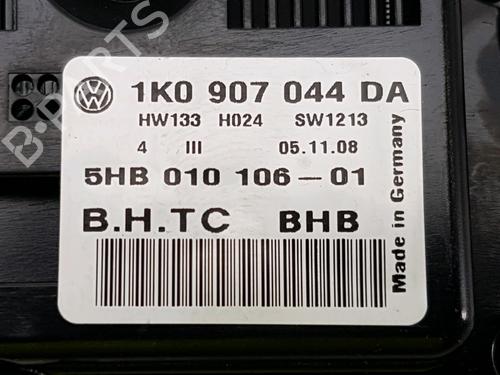 B-PARTS
1K0 907 044 DA
HW133 H024 SW1213
4 III 05.11.08
5HB 010 106-01
B.H.TC BHB
Made in Germany